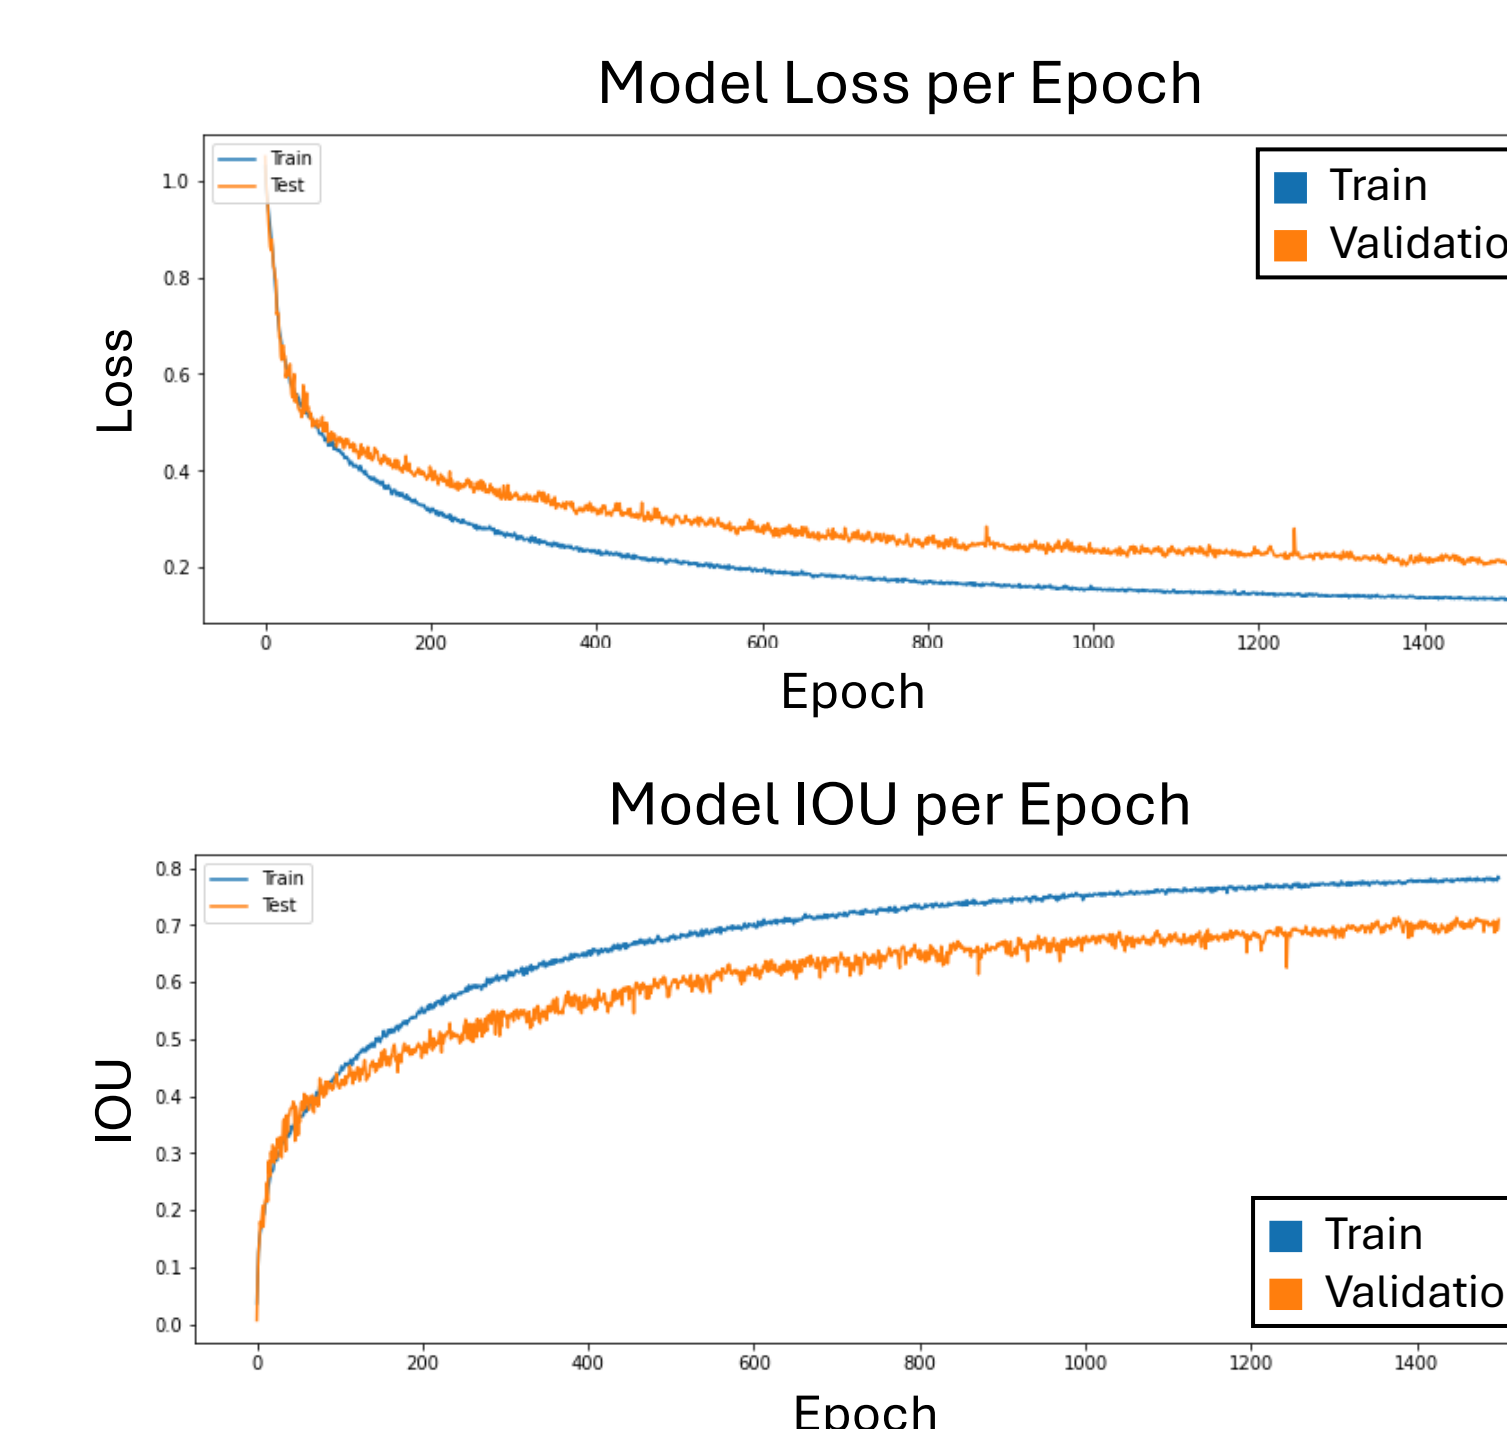 Model Loss per Epoch
Train
Test
Train
Validatio
1.0
0.8
0.6
0.4
0.2
Loss
0 200 400 600 800 1000 1200 1400
Epoch
Model IOU per Epoch
Train
Test
0.8
0.7
0.6
0.5
0.4
0.3
0.2
0.1
0.0
IOU
Train
Validatio
0 200 400 600 800 1000 1200 1400
Epoch